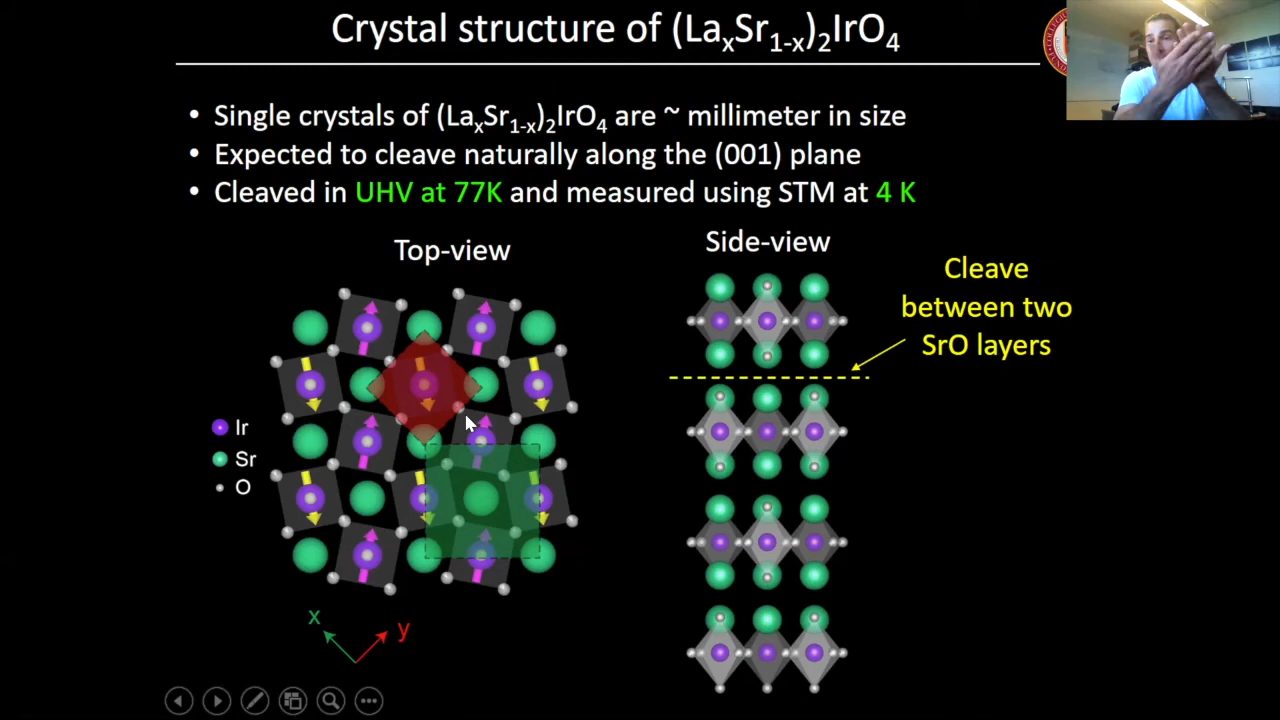 Crystal structure of (LaₓSr₁₋ₓ)₂IrO₄
• Single crystals of (LaₓSr₁₋ₓ)₂IrO₄ are ~ millimeter in size
• Expected to cleave naturally along the (001) plane
• Cleaved in UHV at 77K and measured using STM at 4 K
Top-view
Side-view
Cleave
between two
SrO layers
Ir
Sr
O
x
y